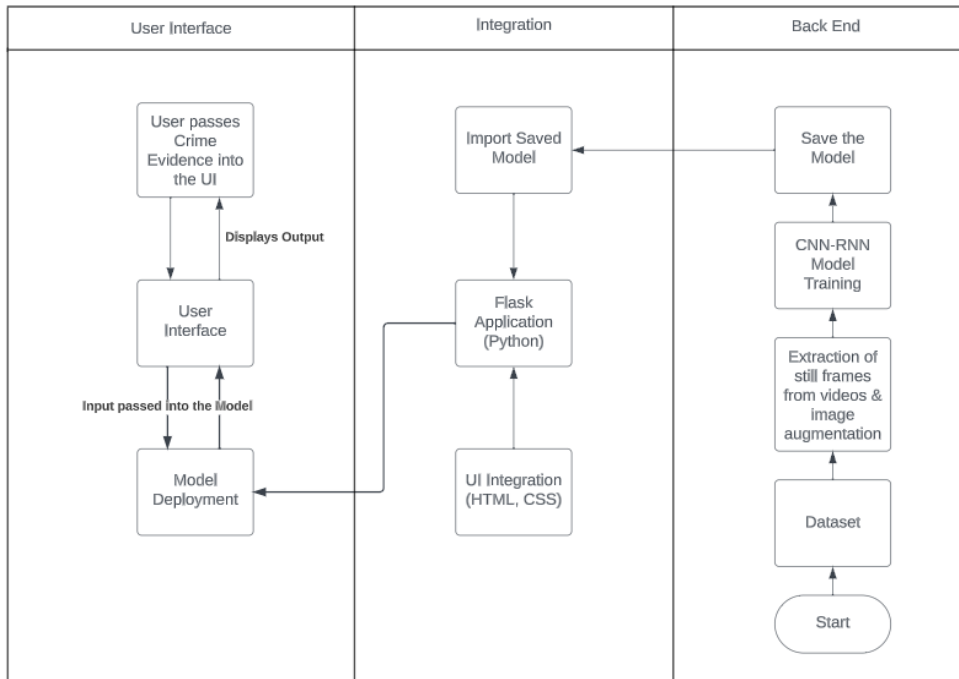 User Interface
Integration
Back End
User passes
Crime
Evidence into
the UI
Displays Output
User
Interface
Input passed into the Model
Model
Deployment
Import Saved
Model
Flask
Application
(Python)
UI Integration
(HTML, CSS)
Save the
Model
CNN-RNN
Model
Training
Extraction of
still frames
from videos &
image
augmentation
Dataset
Start